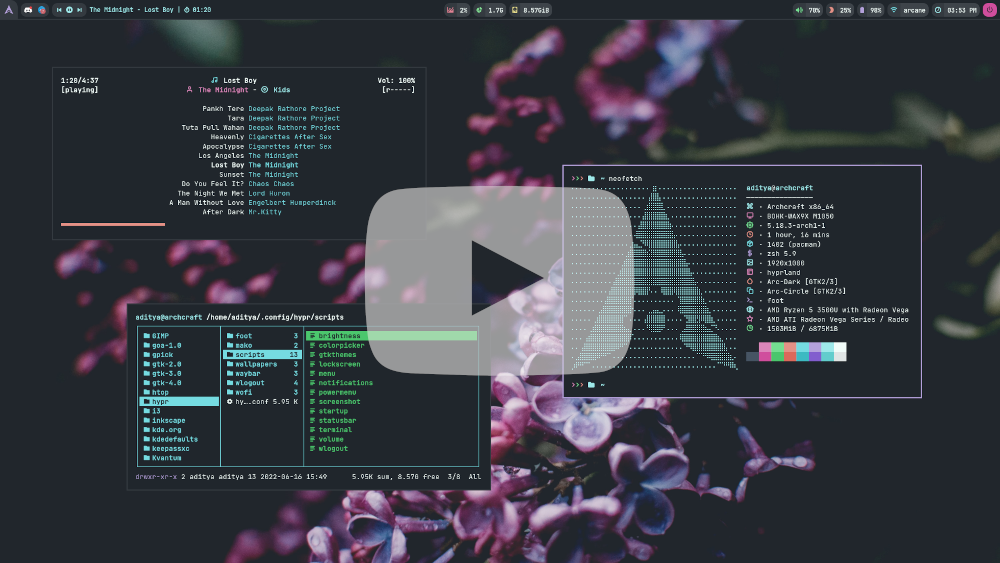 The Midnight - Lost Boy | 01:20
2% 1.7G 8.57GiB
70% 25% 98% arcane 03:53 PM
1:20/4:37 Lost Boy Vol: 100%
[playing] The Midnight - Kids [r-----]
Pankh Tere Deepak Rathore Project
Tara Deepak Rathore Project
Tuta Pull Wahan Deepak Rathore Project
Heavenly Cigarettes After Sex
Apocalypse Cigarettes After Sex
Los Angeles The Midnight
Lost Boy The Midnight
Sunset The Midnight
Do You Feel It? Chaos Chaos
The Night We Met Lord Huron
A Man Without Love Engelbert Humperdinck
After Dark Mr.Kitty
>>> ~ neofetch
aditya@archcraft
- Archcraft x86_64
- BOHK-WAX9X M1050
- 5.18.3-arch1-1
- 1 hour, 16 mins
- 1402 (pacman)
- zsh 5.9
- 1920x1080
- hyprland
- Arc-Dark [GTK2/3]
- Arc-Circle [GTK2/3]
- foot
- AMD Ryzen 5 3500U with Radeon Vega
- AMD ATI Radeon Vega Series / Radeo
- 1503MiB / 6875MiB
>>> ~
aditya@archcraft /home/aditya/.config/hypr/scripts
GIMP foot 3 brightness
goa-1.0 mako 2 colorpicker
gpick scripts 13 gtkthemes
gtk-2.0 wallpapers 3 lockscreen
gtk-3.0 waybar 3 menu
gtk-4.0 wlogout 4 notifications
htop wofi 3 powermenu
hypr hy….conf 5.95 K screenshot
i3 startup
inkscape statusbar
kde.org terminal
kdedefaults volume
keepassxc wlogout
Kvantum
drwxr-xr-x 2 aditya aditya 13 2022-06-16 15:49 5.95K sum, 8.57G free 3/8 All